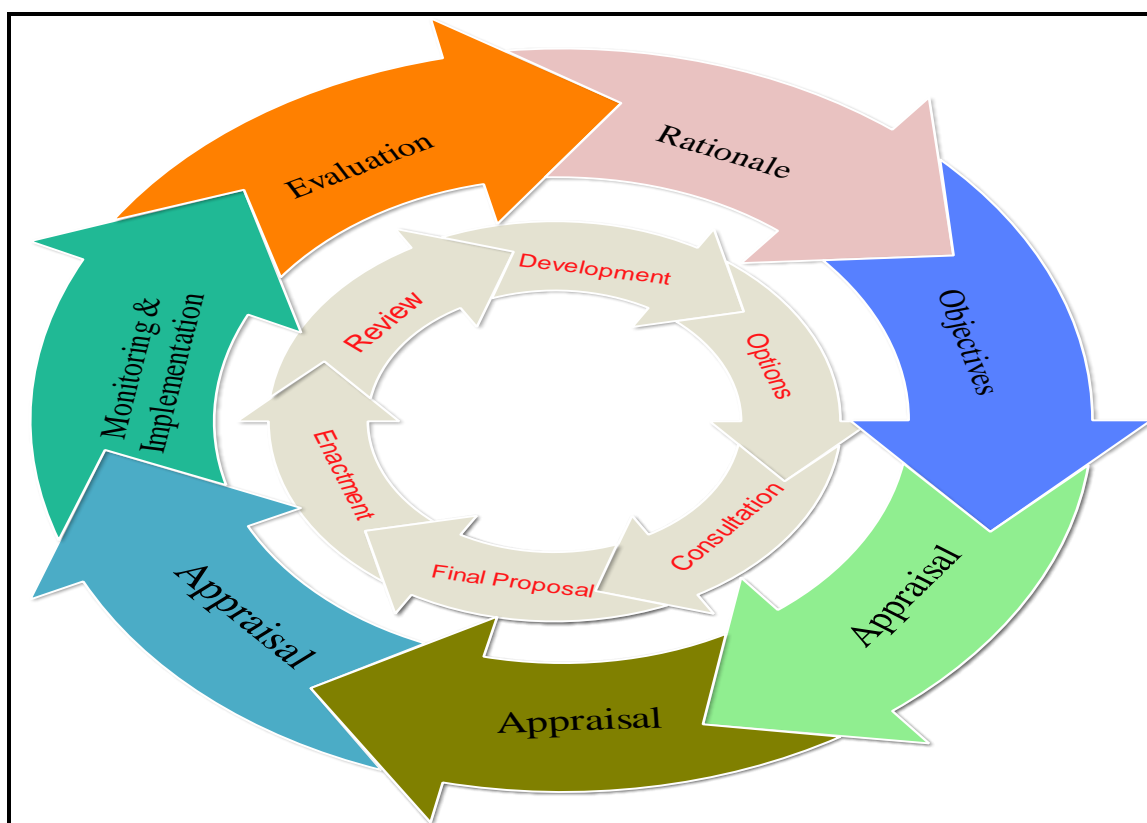 Rationale
Objectives
Appraisal
Appraisal
Appraisal
Monitoring &
Implementation
Evaluation
Development
Options
Consultation
Final Proposal
Enactment
Review